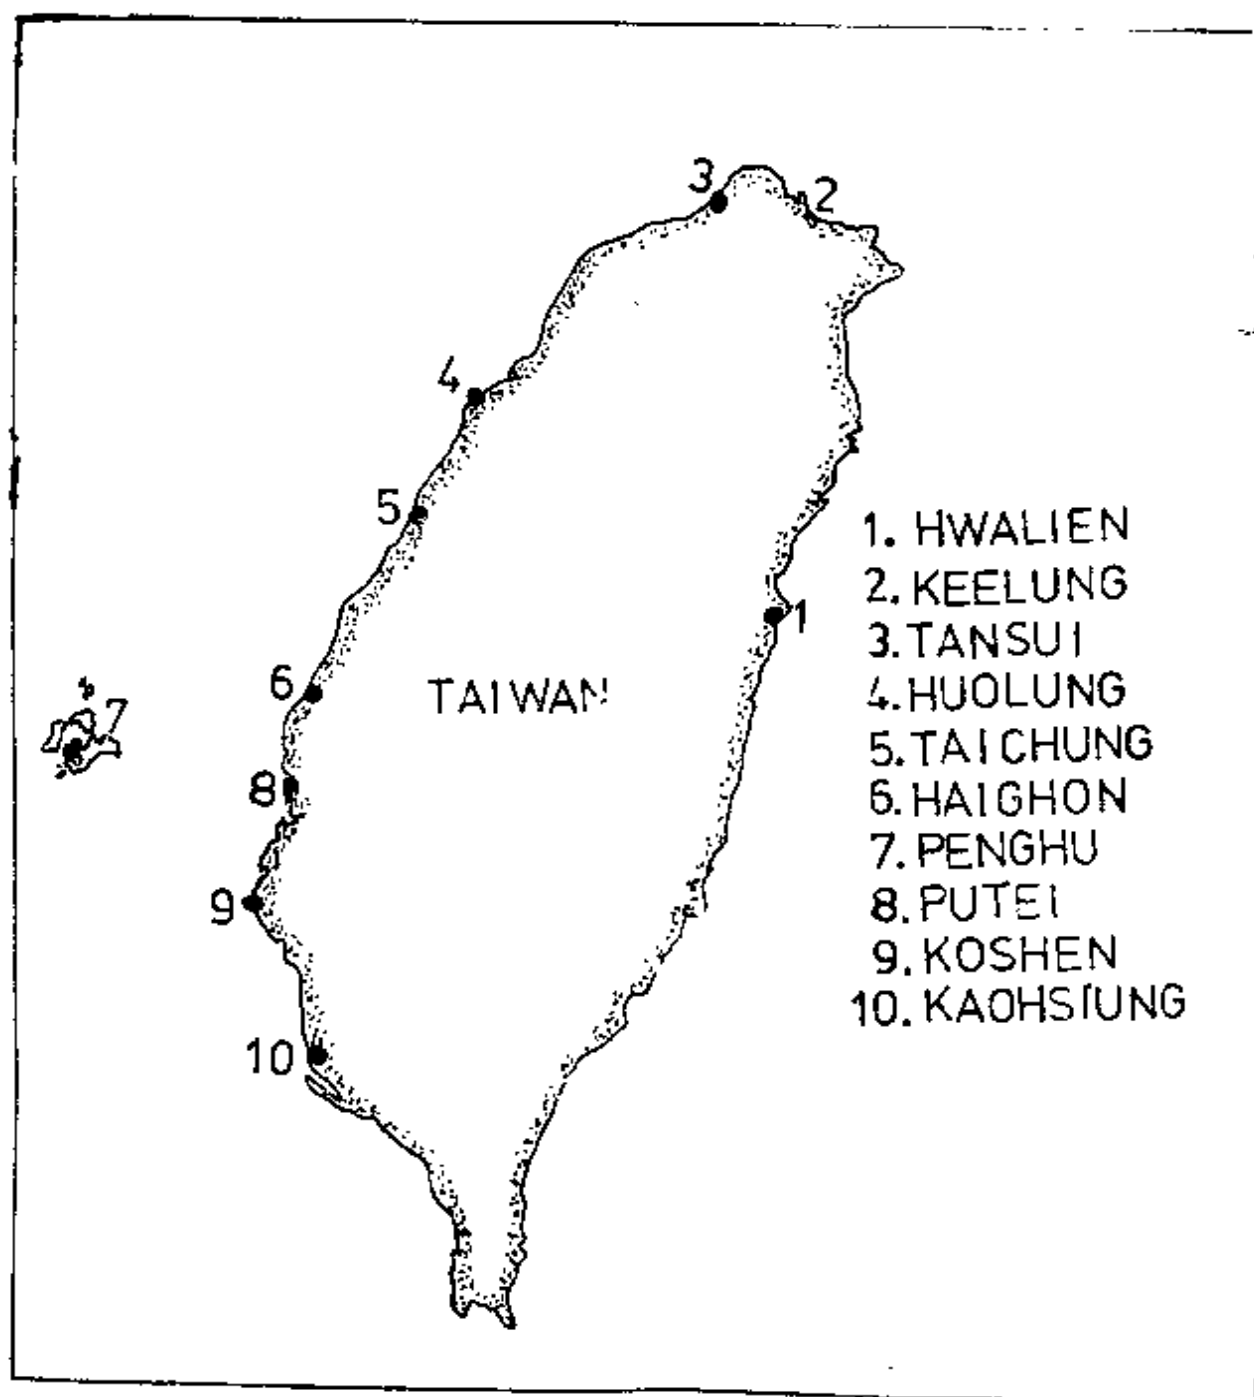 3
2
4
5
1
6
TAIWAN
7
8
9
10
1. HWALIEN
2. KEELUNG
3. TANSUI
4. HUOLUNG
5. TAICHUNG
6. HAIGHON
7. PENGHU
8. PUTEI
9. KOSHEN
10. KAOHSIUNG